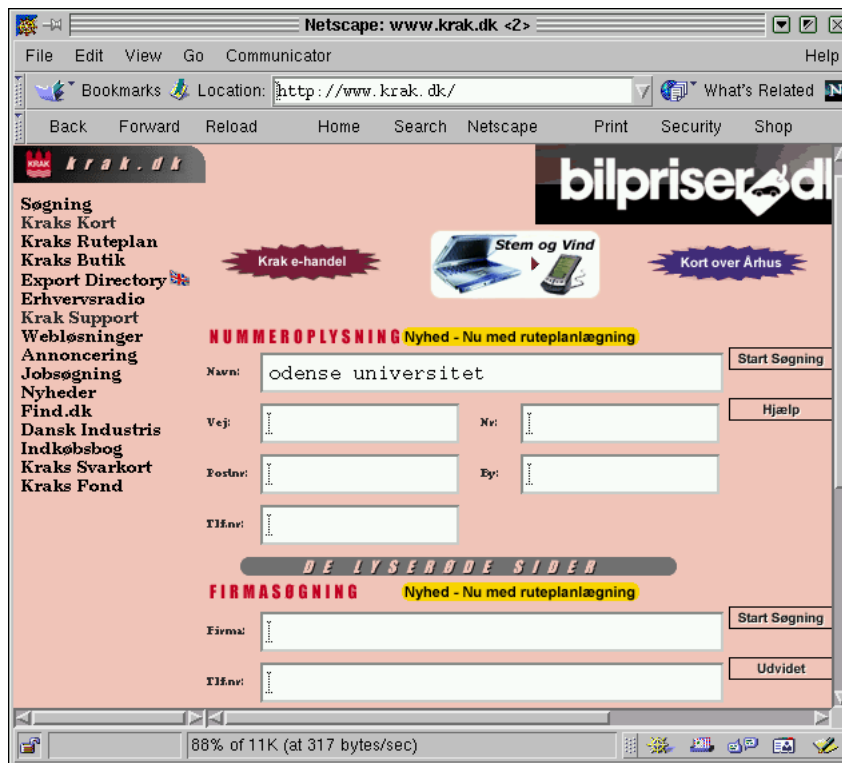 Netscape: www.krak.dk <2>
File Edit View Go Communicator Help
Bookmarks Location: http://www.krak.dk/ What's Related N
Back Forward Reload Home Search Netscape Print Security Shop
KRAK krak.dk
bilpriser.dk
Søgning
Kraks Kort
Kraks Ruteplan
Kraks Butik
Export Directory
Erhvervsradio
Krak Support
Webløsninger
Annoncering
Jobsøgning
Nyheder
Find.dk
Dansk Industris
Indkøbsbog
Kraks Svarkort
Kraks Fond
Krak e-handel
Stem og Vind
Kort over Århus
NUMMEROPLYSNING Nyhed - Nu med ruteplanlægning
Navn: odense universitet Start Søgning
Vej: Nr: Hjælp
Postnr: By:
Tlf.nr:
DE LYSERØDE SIDER
FIRMASØGNING Nyhed - Nu med ruteplanlægning
Firma: Start Søgning
Tlf.nr: Udvidet
88% of 11K (at 317 bytes/sec)